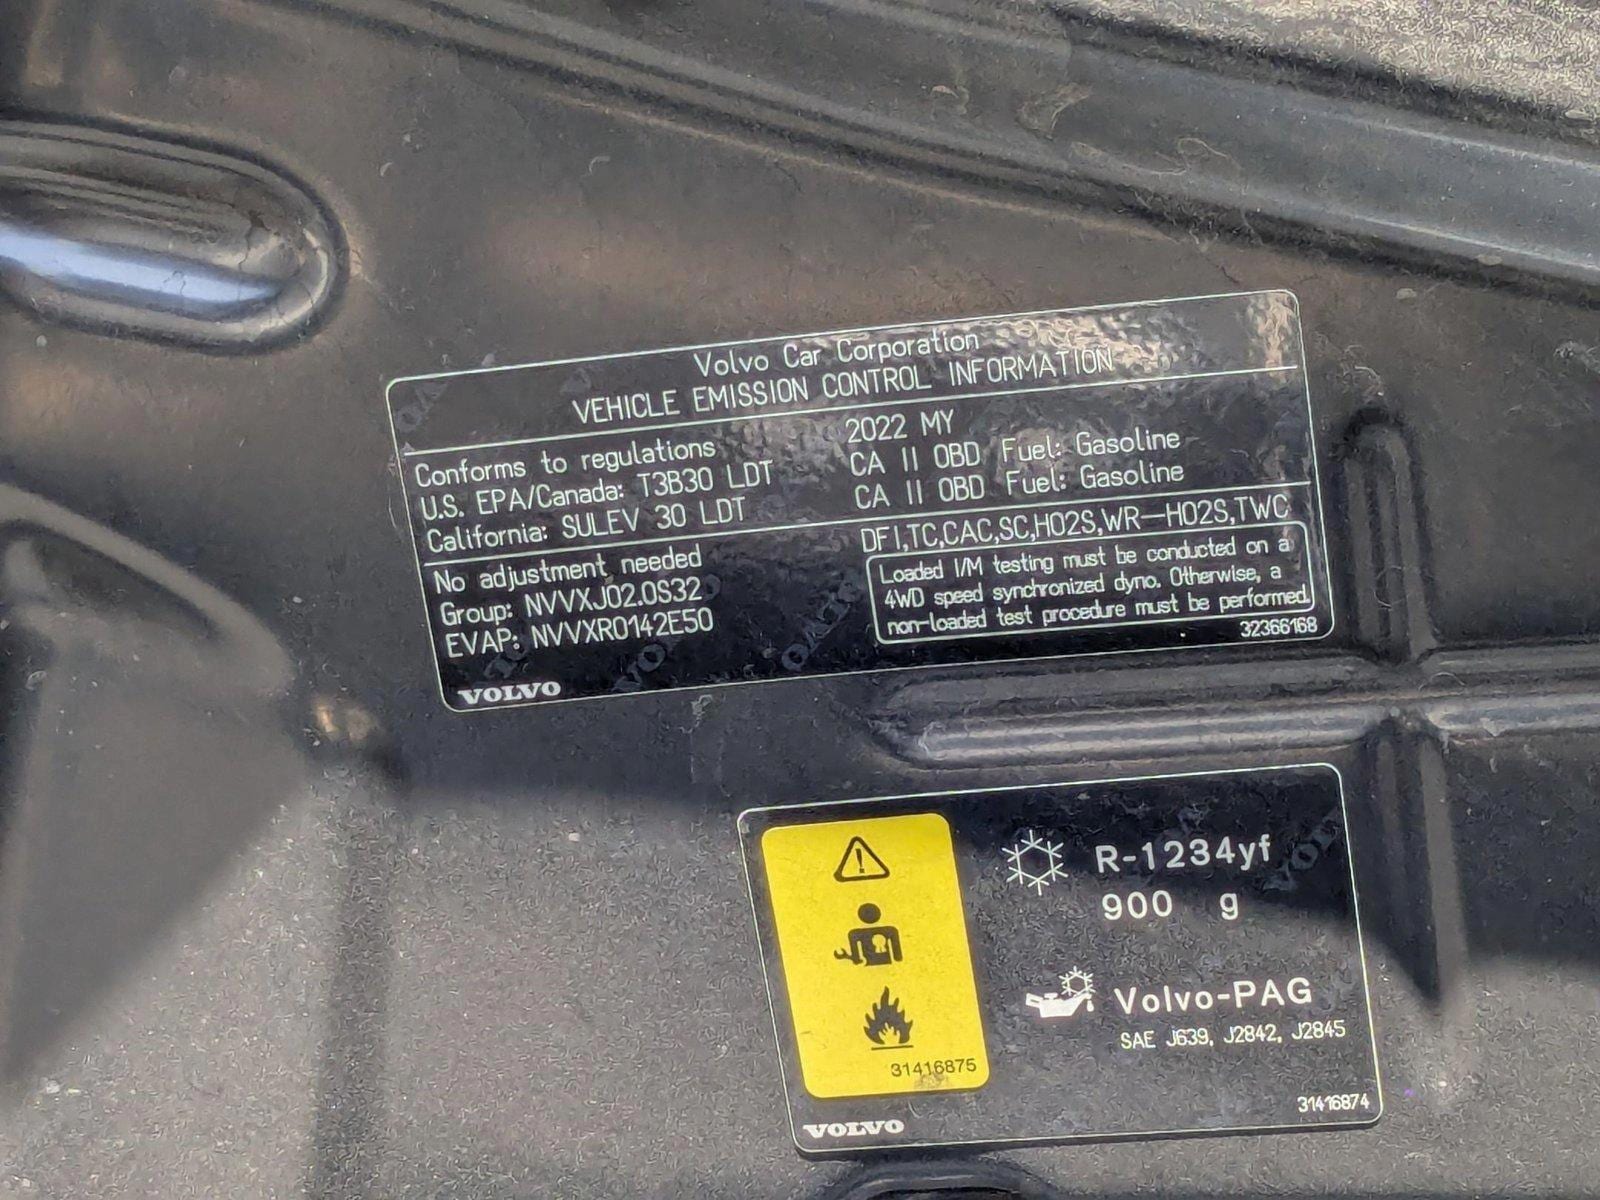 Volvo Car Corporation
VEHICLE EMISSION CONTROL INFORMATION
Conforms to regulations 2022 MY
U.S. EPA/Canada: T3B30 LDT CA II OBD Fuel: Gasoline
California: SULEV 30 LDT CA II OBD Fuel: Gasoline
No adjustment needed DFI,TC,CAC,SC,HO2S,WR-HO2S,TWC
Group: NVVXJ02.0S32
EVAP: NVVXR0142E50
Loaded I/M testing must be conducted on a
4WD speed synchronized dyno. Otherwise, a
non-loaded test procedure must be performed.
32366168
VOLVO
R-1234yf
900 g
Volvo-PAG
SAE J639, J2842, J2845
31416875
31416874
VOLVO